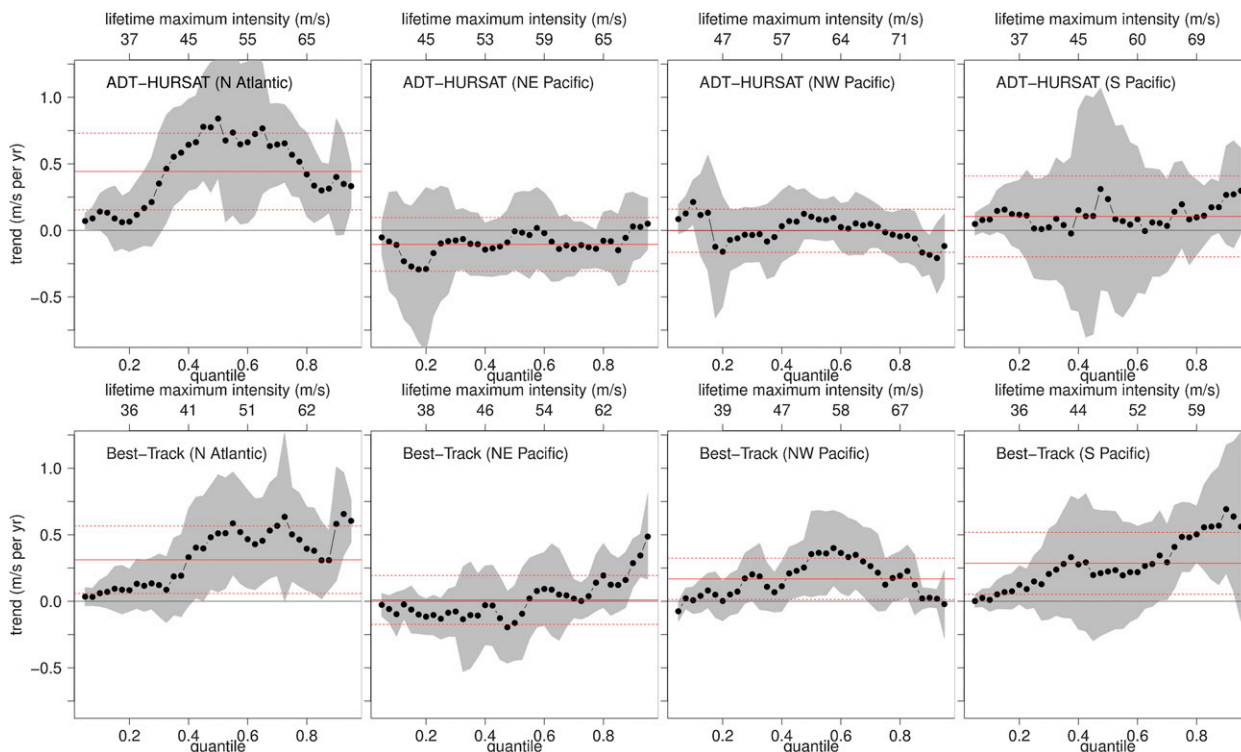 lifetime maximum intensity (m/s) lifetime maximum intensity (m/s) lifetime maximum intensity (m/s) lifetime maximum intensity (m/s)
37 45 50 55 65 45 53 59 65 47 57 64 71 37 45 60 69
ADT−HURSAT (N Atlantic) ADT−HURSAT (NE Pacific) ADT−HURSAT (NW Pacific) ADT−HURSAT (S Pacific)
1.0
0.5
0.0
−0.5
trend (m/s per yr)
0.2 0.4 0.6 0.8 0.2 0.4 0.6 0.8 0.2 0.4 0.6 0.8 0.2 0.4 0.6 0.8
quantile quantile quantile quantile
lifetime maximum intensity (m/s) lifetime maximum intensity (m/s) lifetime maximum intensity (m/s) lifetime maximum intensity (m/s)
36 41 51 62 38 46 54 62 39 47 58 67 36 44 52 59
Best−Track (N Atlantic) Best−Track (NE Pacific) Best−Track (NW Pacific) Best−Track (S Pacific)
1.0
0.5
0.0
−0.5
trend (m/s per yr)
0.2 0.4 0.6 0.8 0.2 0.4 0.6 0.8 0.2 0.4 0.6 0.8 0.2 0.4 0.6 0.8
quantile quantile quantile quantile